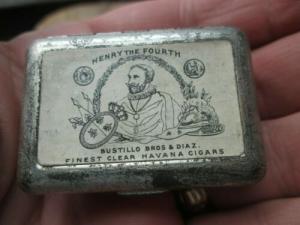 HENRY THE FOURTH
BUSTILLO BROS & DIAZ.
FINEST CLEAR HAVANA CIGARS